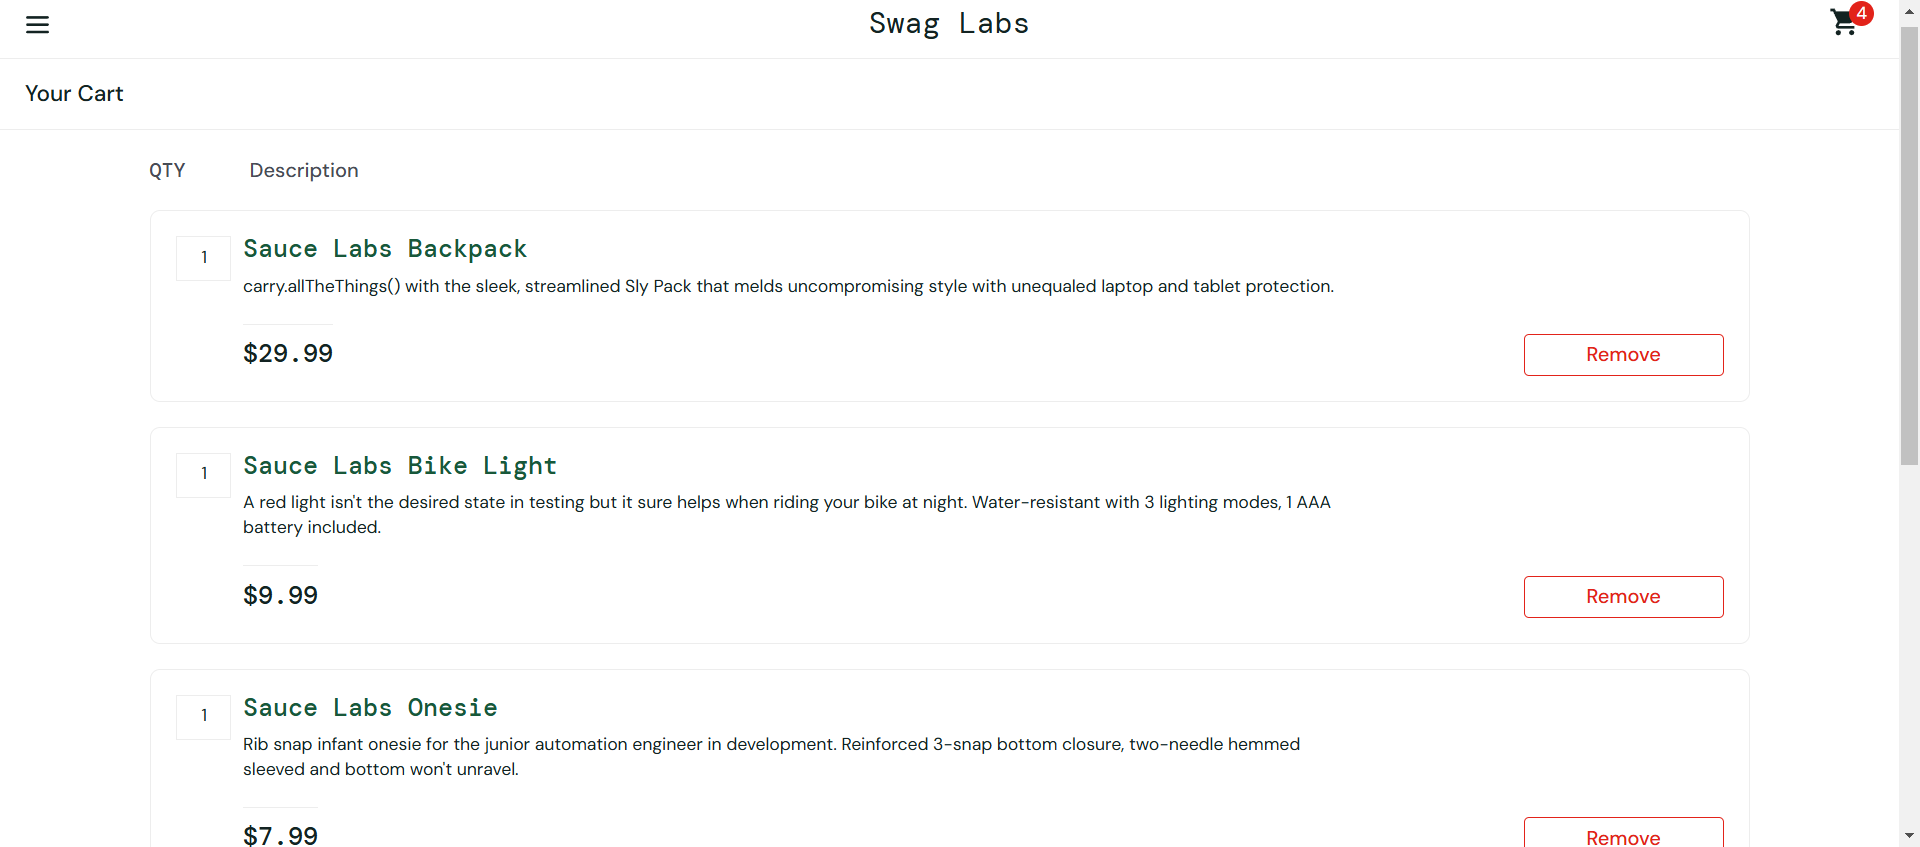 Swag Labs
4
Your Cart
QTY Description
1
Sauce Labs Backpack
carry.allTheThings() with the sleek, streamlined Sly Pack that melds uncompromising style with unequaled laptop and tablet protection.
$29.99
Remove
1
Sauce Labs Bike Light
A red light isn't the desired state in testing but it sure helps when riding your bike at night. Water-resistant with 3 lighting modes, 1 AAA
battery included.
$9.99
Remove
1
Sauce Labs Onesie
Rib snap infant onesie for the junior automation engineer in development. Reinforced 3-snap bottom closure, two-needle hemmed
sleeved and bottom won't unravel.
$7.99
Remove